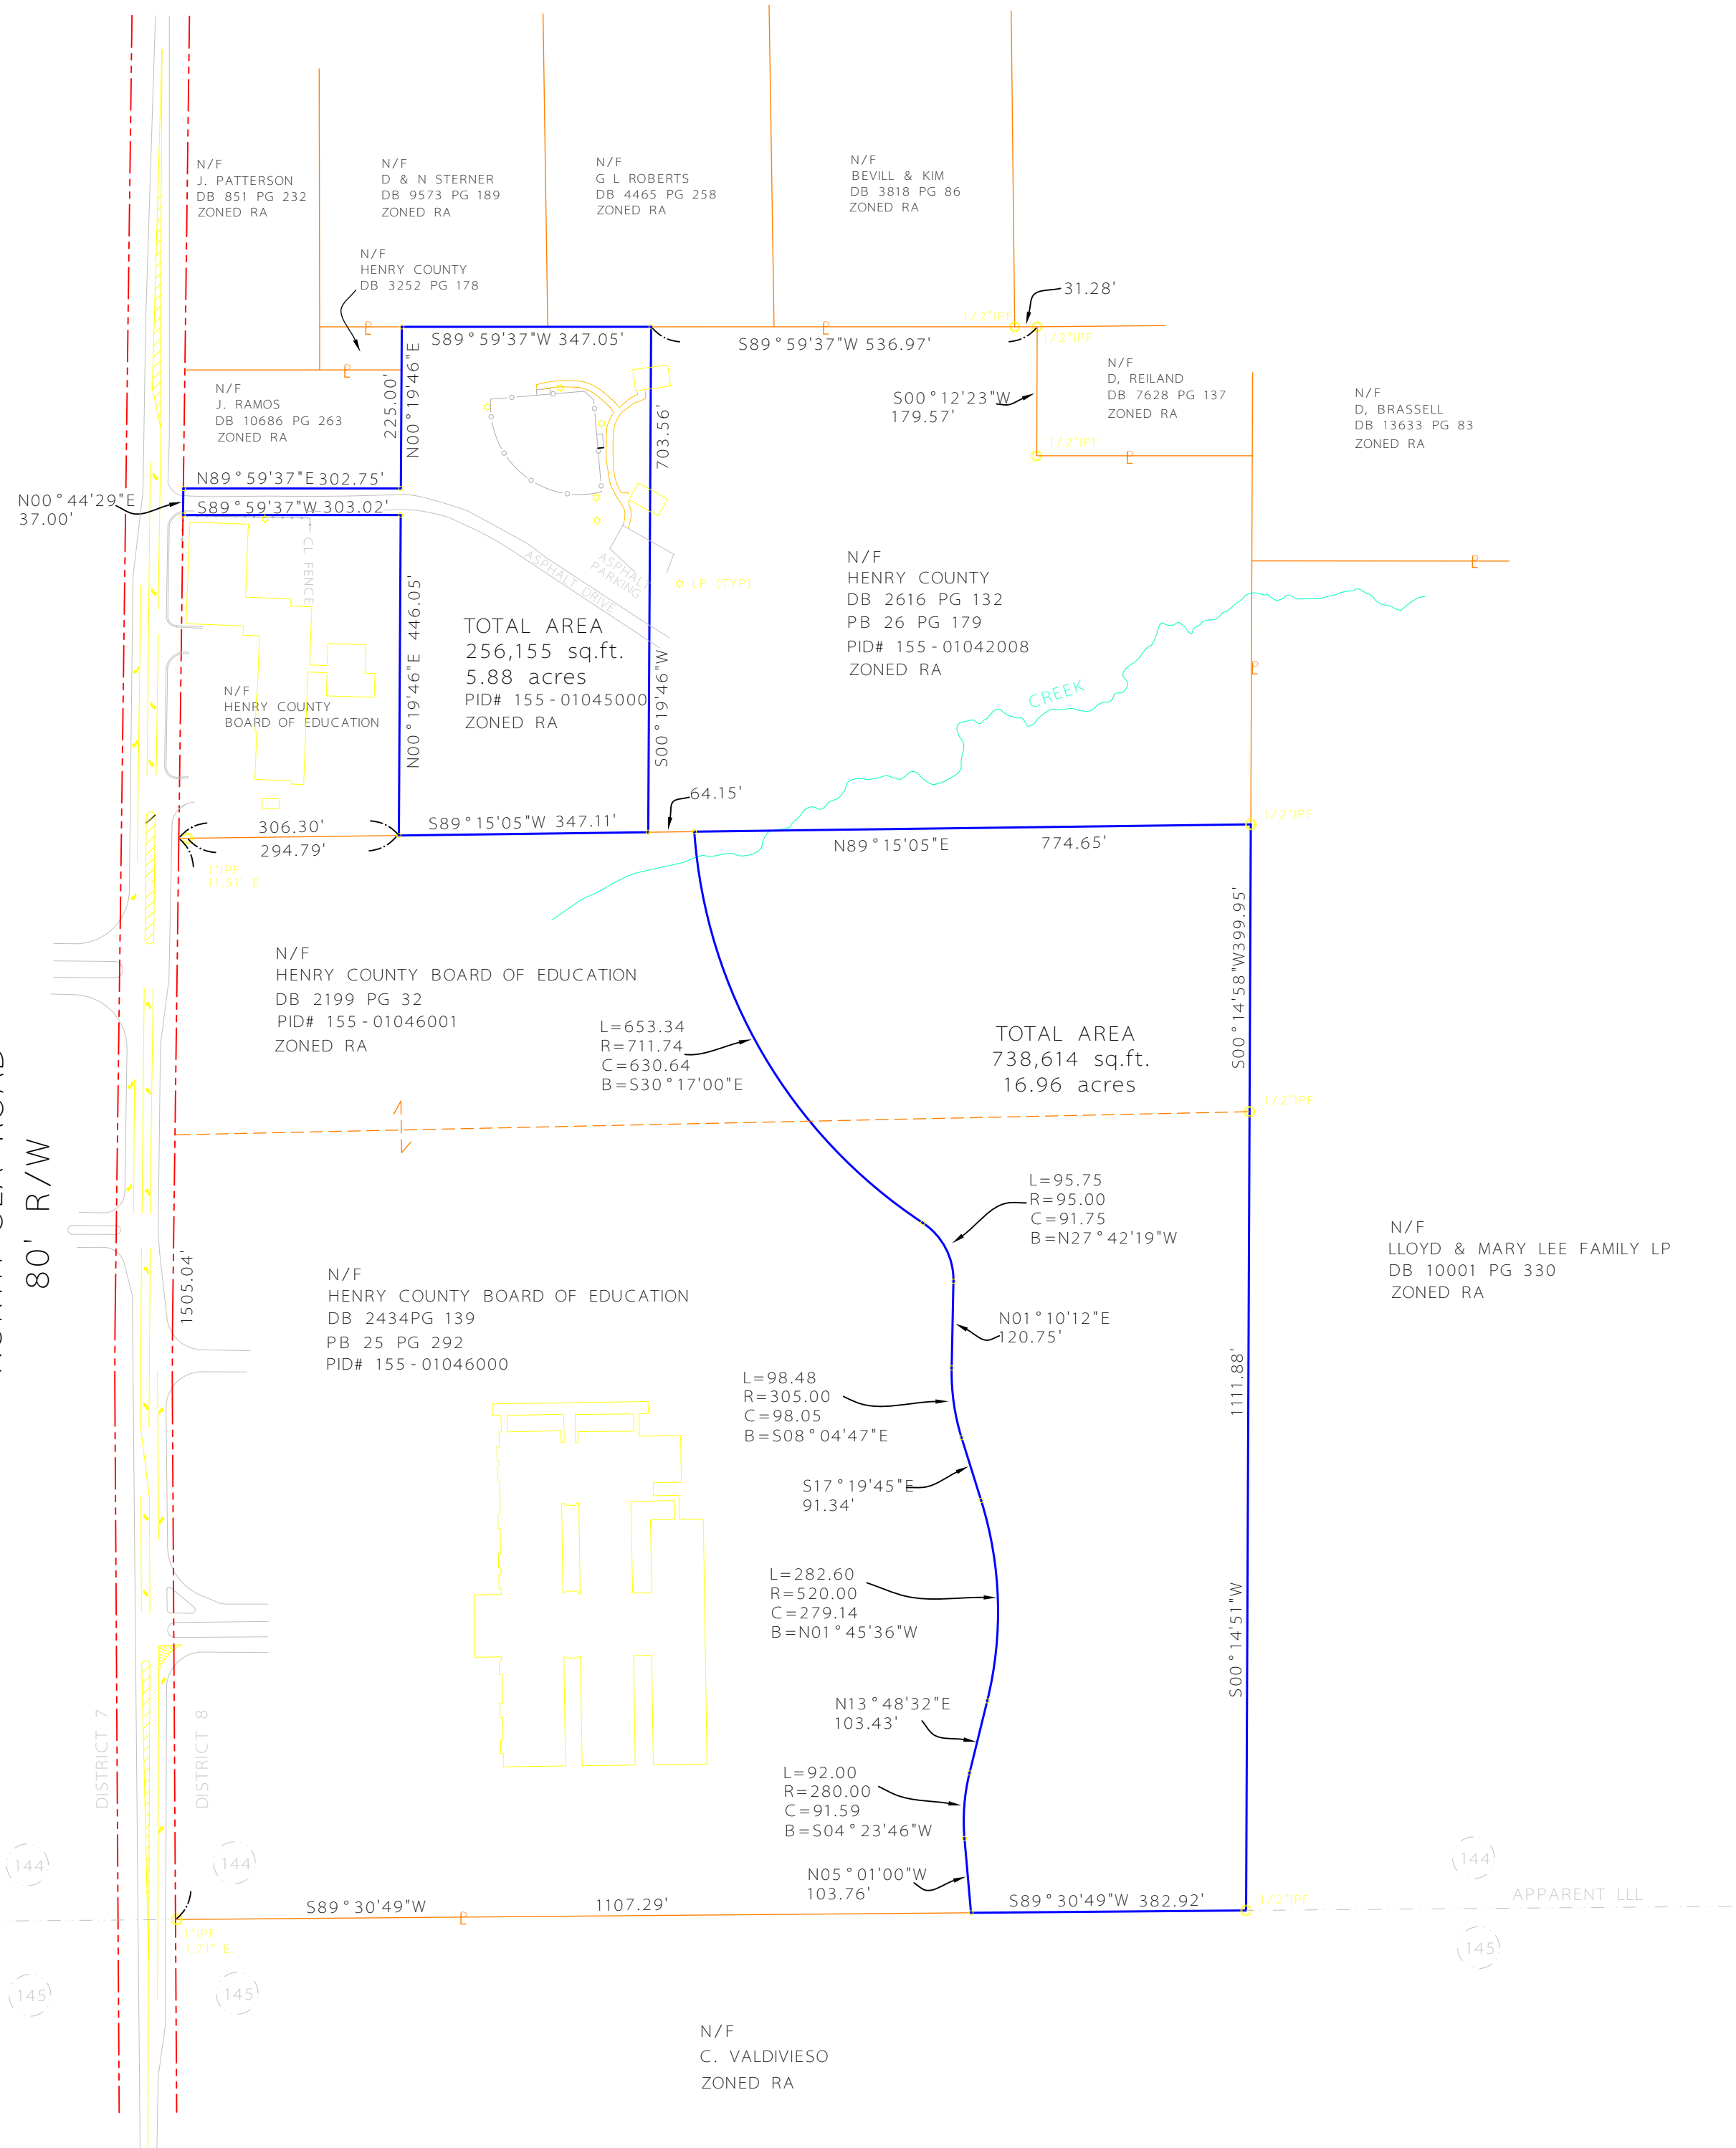 N/F
J. PATTERSON
DB 851 PG 232
ZONED RA
N/F
D & N STERNER
DB 9573 PG 189
ZONED RA
N/F
G L ROBERTS
DB 4465 PG 258
ZONED RA
N/F
BEVILL & KIM
DB 3818 PG 86
ZONED RA
N/F
HENRY COUNTY
DB 3252 PG 178
31.28'
1/2"IPF
1/2"IPF
S89°59'37"W 347.05'
S89°59'37"W 536.97'
N/F
D, REILAND
DB 7628 PG 137
ZONED RA
N/F
D, BRASSELL
DB 13633 PG 83
ZONED RA
N/F
J. RAMOS
DB 10686 PG 263
ZONED RA
225.00'
N00°19'46"E
703.56'
S00°19'46"W
S00°12'23"W
179.57'
1/2"IPF
N89°59'37"E 302.75'
N00°44'29"E
37.00'
S89°59'37"W 303.02'
CL FENCE
ASPHALT DRIVE
ASPHALT
PARKING
LP (TYP)
N/F
HENRY COUNTY
DB 2616 PG 132
PB 26 PG 179
PID# 155-01042008
ZONED RA
N00°19'46"E 446.05'
TOTAL AREA
256,155 sq.ft.
5.88 acres
PID# 155-01045000
ZONED RA
CREEK
N/F
HENRY COUNTY
BOARD OF EDUCATION
64.15'
306.30'
294.79'
S89°15'05"W 347.11'
N89°15'05"E 774.65'
1/2"IPF
1"IPF
11.51' E
N/F
HENRY COUNTY BOARD OF EDUCATION
DB 2199 PG 32
PID# 155-01046001
ZONED RA
S00°14'58"W399.95'
L=653.34
R=711.74
C=630.64
B=S30°17'00"E
TOTAL AREA
738,614 sq.ft.
16.96 acres
1/2"IPF
80' R/W
L=95.75
R=95.00
C=91.75
B=N27°42'19"W
N/F
LLOYD & MARY LEE FAMILY LP
DB 10001 PG 330
ZONED RA
1505.04'
N/F
HENRY COUNTY BOARD OF EDUCATION
DB 2434PG 139
PB 25 PG 292
PID# 155-01046000
N01°10'12"E
120.75'
L=98.48
R=305.00
C=98.05
B=S08°04'47"E
1111.88'
S00°14'51"W
S17°19'45"E
91.34'
L=282.60
R=520.00
C=279.14
B=N01°45'36"W
N13°48'32"E
103.43'
DISTRICT 7
DISTRICT 8
L=92.00
R=280.00
C=91.59
B=S04°23'46"W
144
144
144
N05°01'00"W
103.76'
S89°30'49"W 1107.29'
S89°30'49"W 382.92'
1/2"IPF
APPARENT LLL
1"IPF
145
145
145
N/F
C. VALDIVIESO
ZONED RA